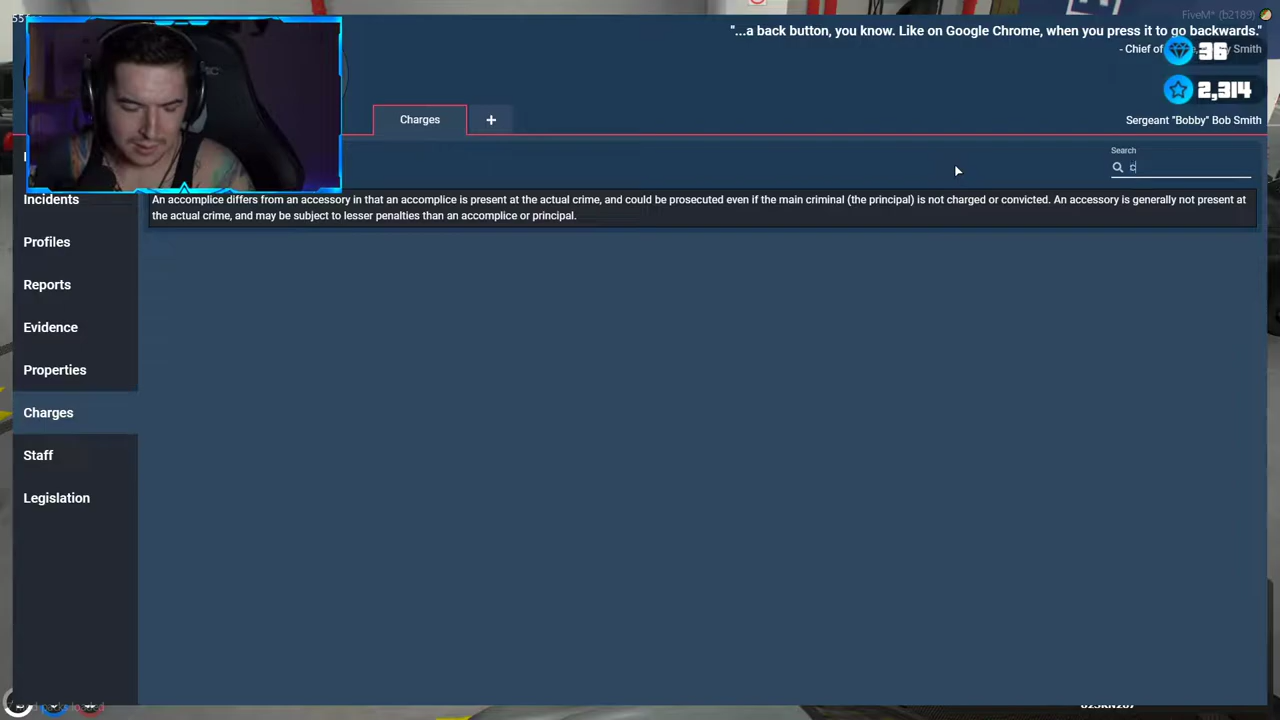 FiveM* (b2189)
"...a back button, you know. Like on Google Chrome, when you press it to go backwards."
- Chief of
Smith
36
2,314
Charges
+
Sergeant "Bobby" Bob Smith
Search
c
An accomplice differs from an accessory in that an accomplice is present at the actual crime, and could be prosecuted even if the main criminal (the principal) is not charged or convicted. An accessory is generally not present at
the actual crime, and may be subject to lesser penalties than an accomplice or principal.
Incidents
Profiles
Reports
Evidence
Properties
Charges
Staff
Legislation
loaded